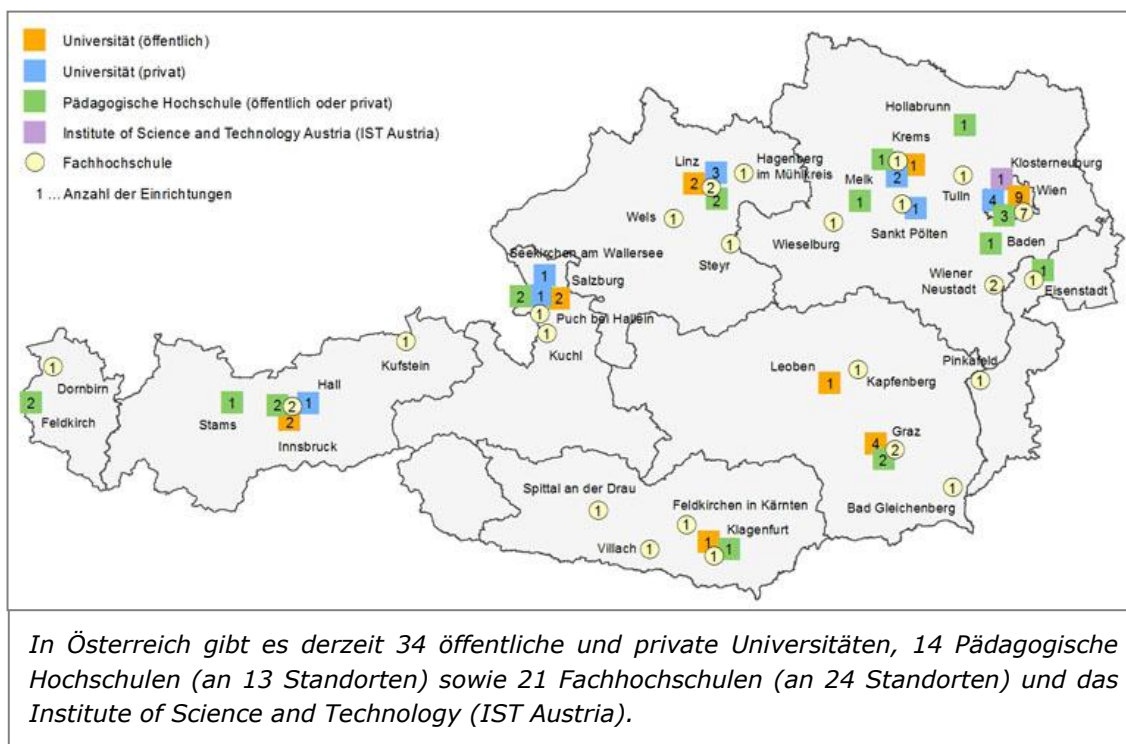 Universität (öffentlich)
Universität (privat)
Pädagogische Hochschule (öffentlich oder privat)
Institute of Science and Technology Austria (IST Austria)
Fachhochschule
1 ... Anzahl der Einrichtungen
Hollabrunn
1
Krems
1
1
1
2
Klosterneuburg
1
Linz
3
2
2
2
Hagenberg
im Mühlkreis
1
Melk
1
Tulln
1
Wien
4
9
3
7
Wels
1
Sankt Pölten
1
1
Wieselburg
1
Steyr
1
Baden
1
Seekirchen am Wallersee
1
Salzburg
2
1
2
Wiener
Neustadt
2
Eisenstadt
1
1
Puch bei Hallein
1
Kuchl
1
Kufstein
1
Dornbirn
1
Feldkirch
2
Stams
1
Hall
1
Innsbruck
2
2
2
Leoben
1
Kapfenberg
1
Pinkafeld
1
Graz
4
2
2
Bad Gleichenberg
1
Spittal an der Drau
1
Feldkirchen in Kärnten
1
Klagenfurt
1
1
1
Villach
1
In Österreich gibt es derzeit 34 öffentliche und private Universitäten, 14 Pädagogische
Hochschulen (an 13 Standorten) sowie 21 Fachhochschulen (an 24 Standorten) und das
Institute of Science and Technology (IST Austria).